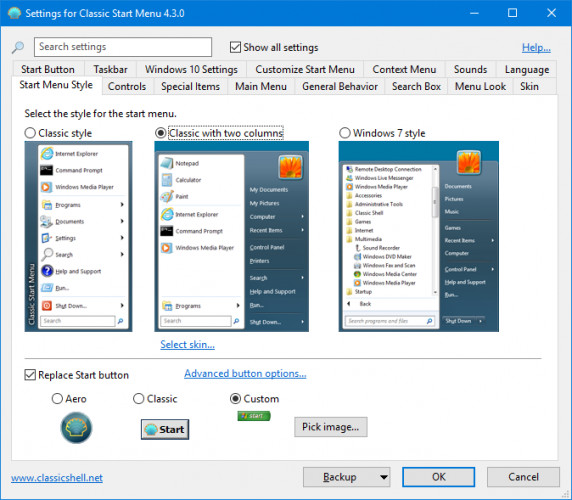 Settings for Classic Start Menu 4.3.0
Search settings
Show all settings
Help...
Start Button Taskbar Windows 10 Settings Customize Start Menu Context Menu Sounds Language
Start Menu Style Controls Special Items Main Menu General Behavior Search Box Menu Look Skin
Select the style for the start menu.
Classic style
Classic with two columns
Windows 7 style
Internet Explorer
Command Prompt
Windows Media Player
Programs
Documents
Settings
Search
Help and Support
Run...
Shut Down...
Search
Classic Start Menu
Notepad
Calculator
Paint
Internet Explorer
Command Prompt
Windows Media Player
Programs
Search
My Documents
My Pictures
Computer
Recent Items
Control Panel
Printers
Search
Help and Support
Run...
Shut Down...
Remote Desktop Connection
Windows Live Messenger
Windows Media Player
Accessories
Administrative Tools
Classic Shell
Games
Internet
Multimedia
Sound Recorder
Windows DVD Maker
Windows Fax and Scan
Windows Media Center
Windows Media Player
Startup
Back
Search programs and files
Documents
Pictures
Music
Games
Recent Items
Computer
Control Panel
Help and Support
Run...
Shut Down
Select skin...
Replace Start button
Advanced button options...
Aero
Classic
Custom
Start
start
Pick image...
www.classicshell.net
Backup
OK
Cancel